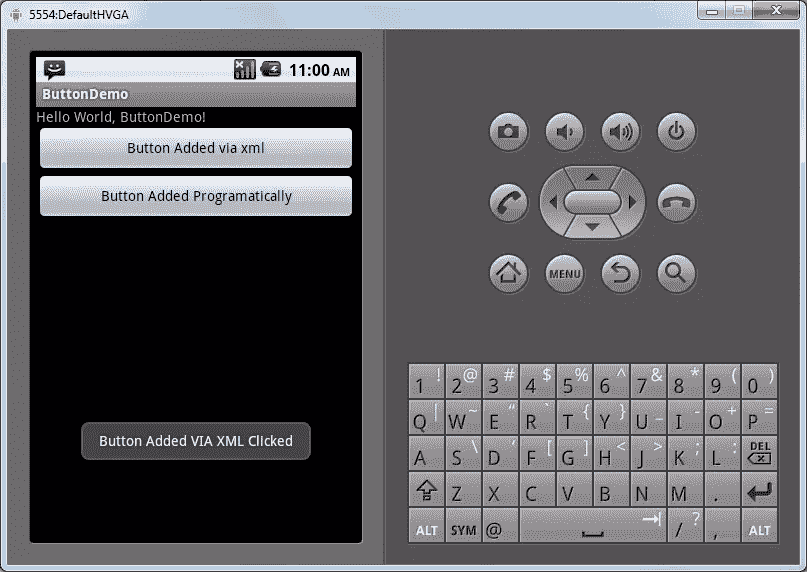 5554:DefaultHVGA
11:00 AM
ButtonDemo
Hello World, ButtonDemo!
Button Added via xml
Button Added Programatically
Button Added VIA XML Clicked
MENU
1 ! 2 @ 3 # 4 $ 5 % 6 ^ 7 & 8 * 9 ( 0 )
Q | W ~ E " R ` T { Y } U _ I - O + P =
A S \ D ' F [ G ] H < J > K ; L : DEL
Z X C V B N M .
ALT SYM @ / ? , ALT